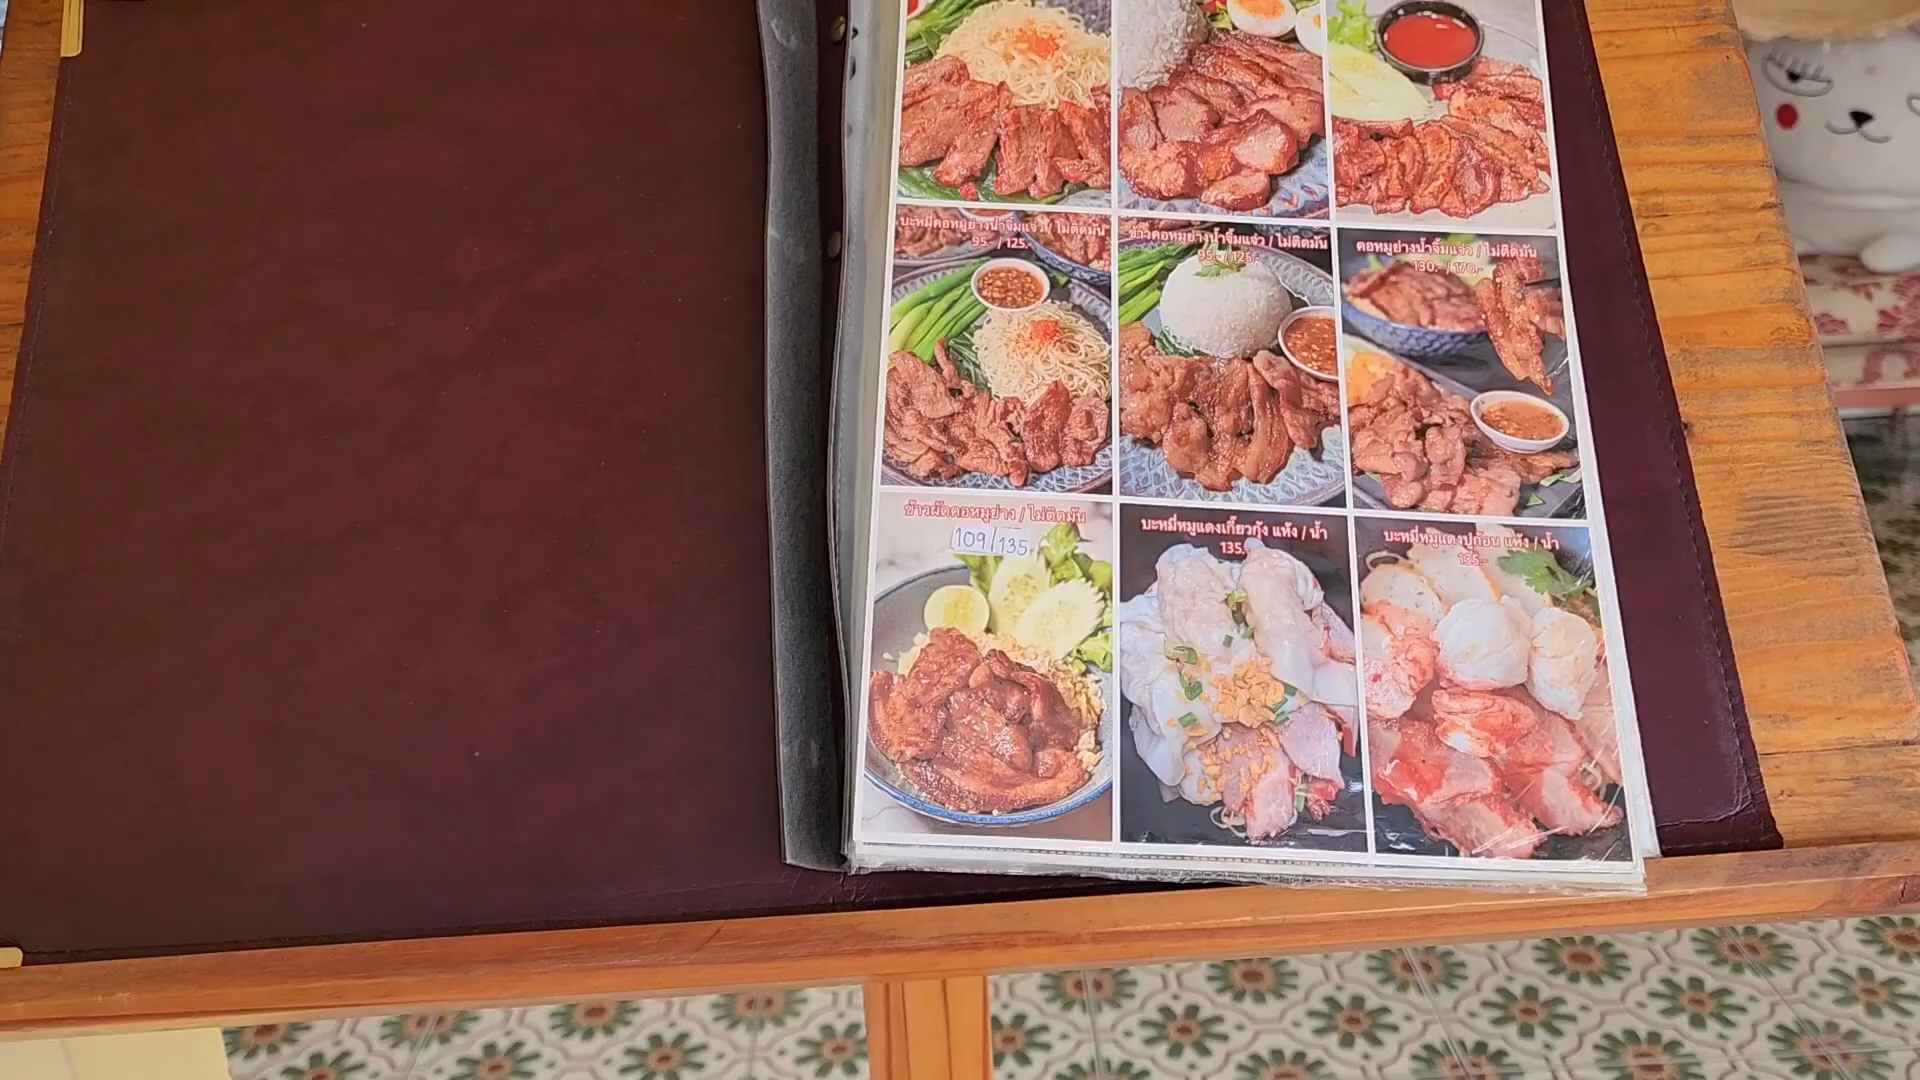 บะหมี่คอหมูย่างน้ำจิ้มแจ่ว / ไม่ติดมัน
95.- / 125.-
ข้าวคอหมูย่างน้ำจิ้มแจ่ว / ไม่ติดมัน
95.- / 125.-
คอหมูย่างน้ำจิ้มแจ่ว / ไม่ติดมัน
130.- / 170.-
ข้าวผัดคอหมูย่าง / ไม่ติดมัน
109/135
บะหมี่หมูแดงเกี๊ยวกุ้ง แห้ง / น้ำ
135.-
บะหมี่หมูแดงปูก้อน แห้ง / น้ำ
195.-